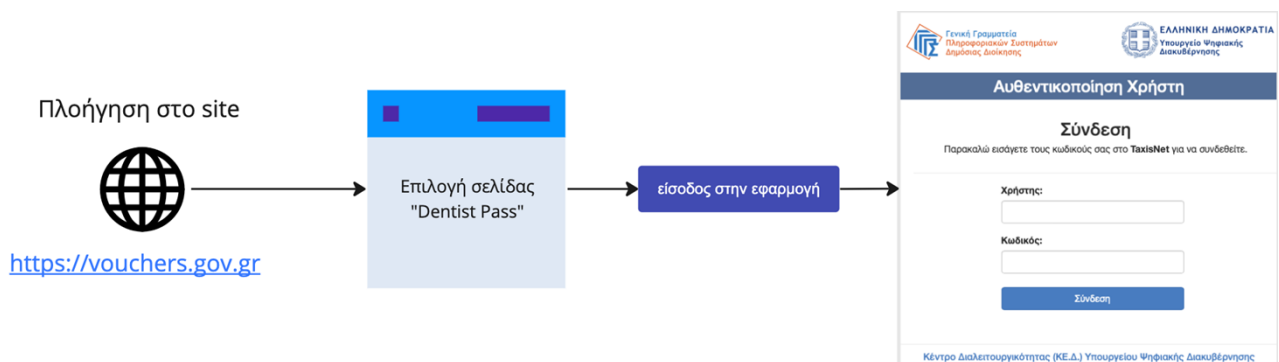 Πλοήγηση στο site
https://vouchers.gov.gr
Επιλογή σελίδας
"Dentist Pass"
είσοδος στην εφαρμογή
Γενική Γραμματεία
Πληροφοριακών Συστημάτων
Δημόσιας Διοίκησης
ΕΛΛΗΝΙΚΗ ΔΗΜΟΚΡΑΤΙΑ
Υπουργείο Ψηφιακής
Διακυβέρνησης
Αυθεντικοποίηση Χρήστη
Σύνδεση
Παρακαλώ εισάγετε τους κωδικούς σας στο TaxisNet για να συνδεθείτε.
Χρήστης:
Κωδικός:
Σύνδεση
Κέντρο Διαλειτουργικότητας (ΚΕ.Δ.) Υπουργείου Ψηφιακής Διακυβέρνησης